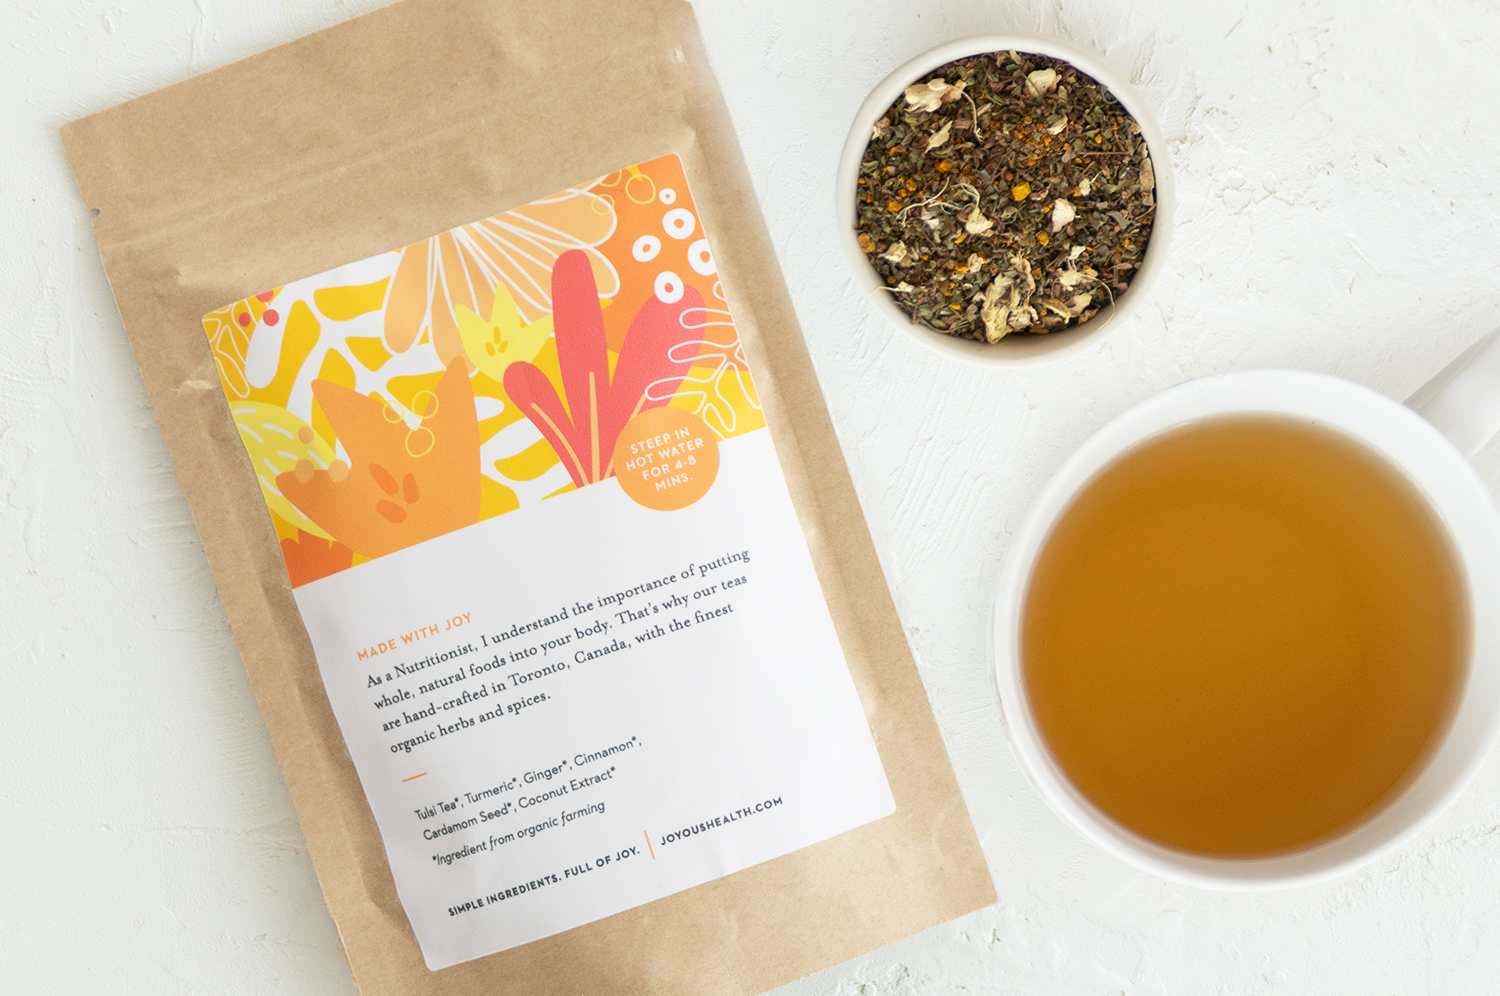 STEEP IN
HOT WATER
FOR 4-8
MINS.
MADE WITH JOY
As a Nutritionist, I understand the importance of putting
whole, natural foods into your body. That's why our teas
are hand-crafted in Toronto, Canada, with the finest
organic herbs and spices.
Tulsi Tea*, Turmeric*, Ginger*, Cinnamon*,
Cardamom Seed*, Coconut Extract*
*Ingredient from organic farming
SIMPLE INGREDIENTS. FULL OF JOY. | JOYOUSHEALTH.COM